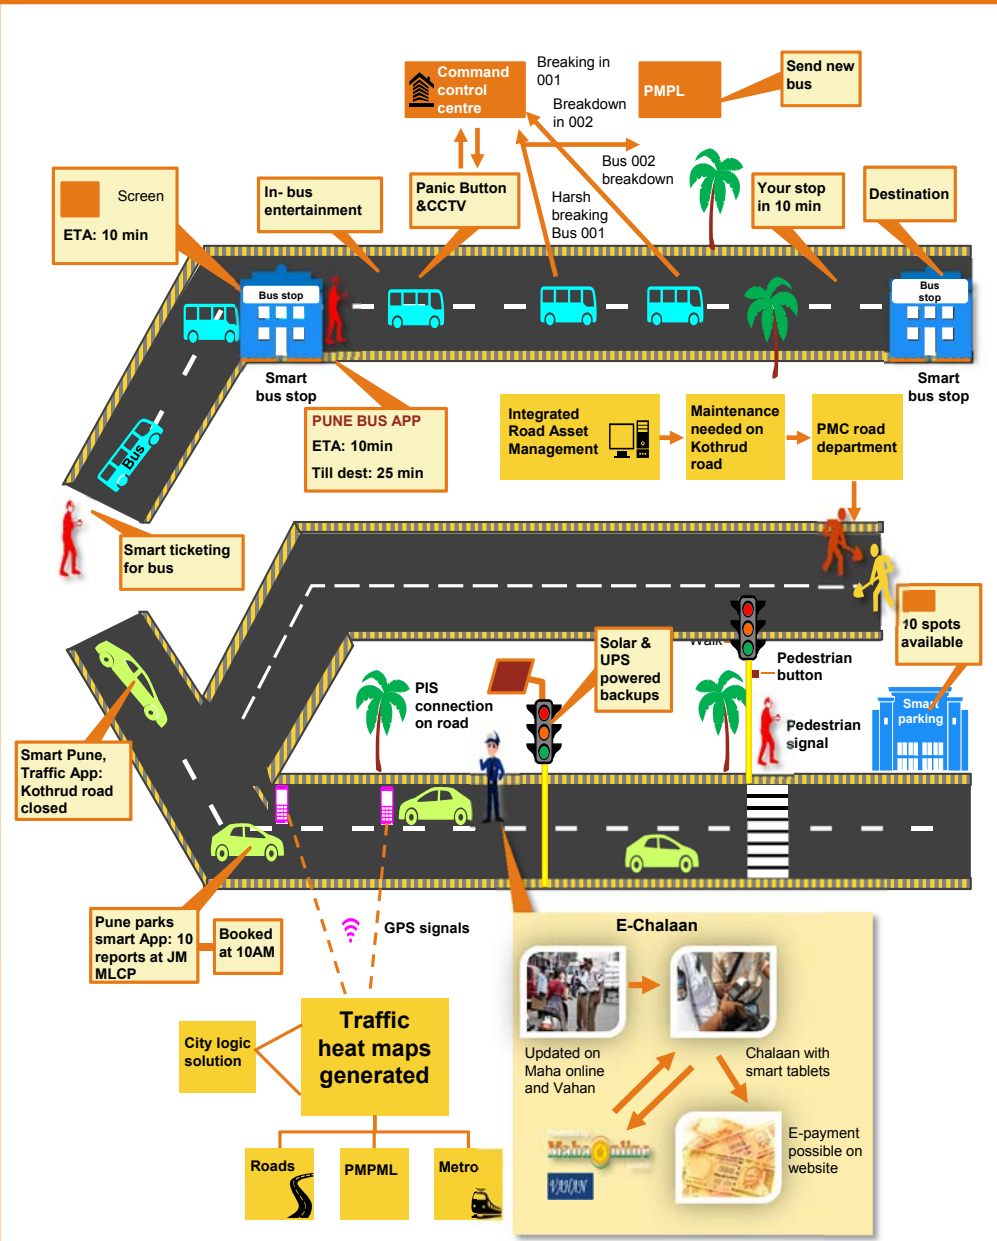 Command
control
centre
Breaking in
001
Breakdown
in 002
PMPL
Send new
bus
Bus 002
breakdown
Harsh
breaking
Bus 001
Screen
ETA: 10 min
In- bus
entertainment
Panic Button
&CCTV
Your stop
in 10 min
Destination
Bus stop
Bus
stop
Smart
bus stop
Smart
bus stop
PUNE BUS APP
ETA: 10min
Till dest: 25 min
Integrated
Road Asset
Management
Maintenance
needed on
Kothrud
road
PMC road
department
Bus
Smart ticketing
for bus
10 spots
available
Solar &
UPS
powered
backups
Walk
Pedestrian
button
PIS
connection
on road
Smart
parking
Pedestrian
signal
Smart Pune,
Traffic App:
Kothrud road
closed
Pune parks
smart App: 10
reports at JM
MLCP
Booked
at 10AM
GPS signals
E-Chalaan
Updated on
Maha online
and Vahan
Chalaan with
smart tablets
E-payment
possible on
website
Maha Online
VAHAN
City logic
solution
Traffic
heat maps
generated
Roads
PMPML
Metro